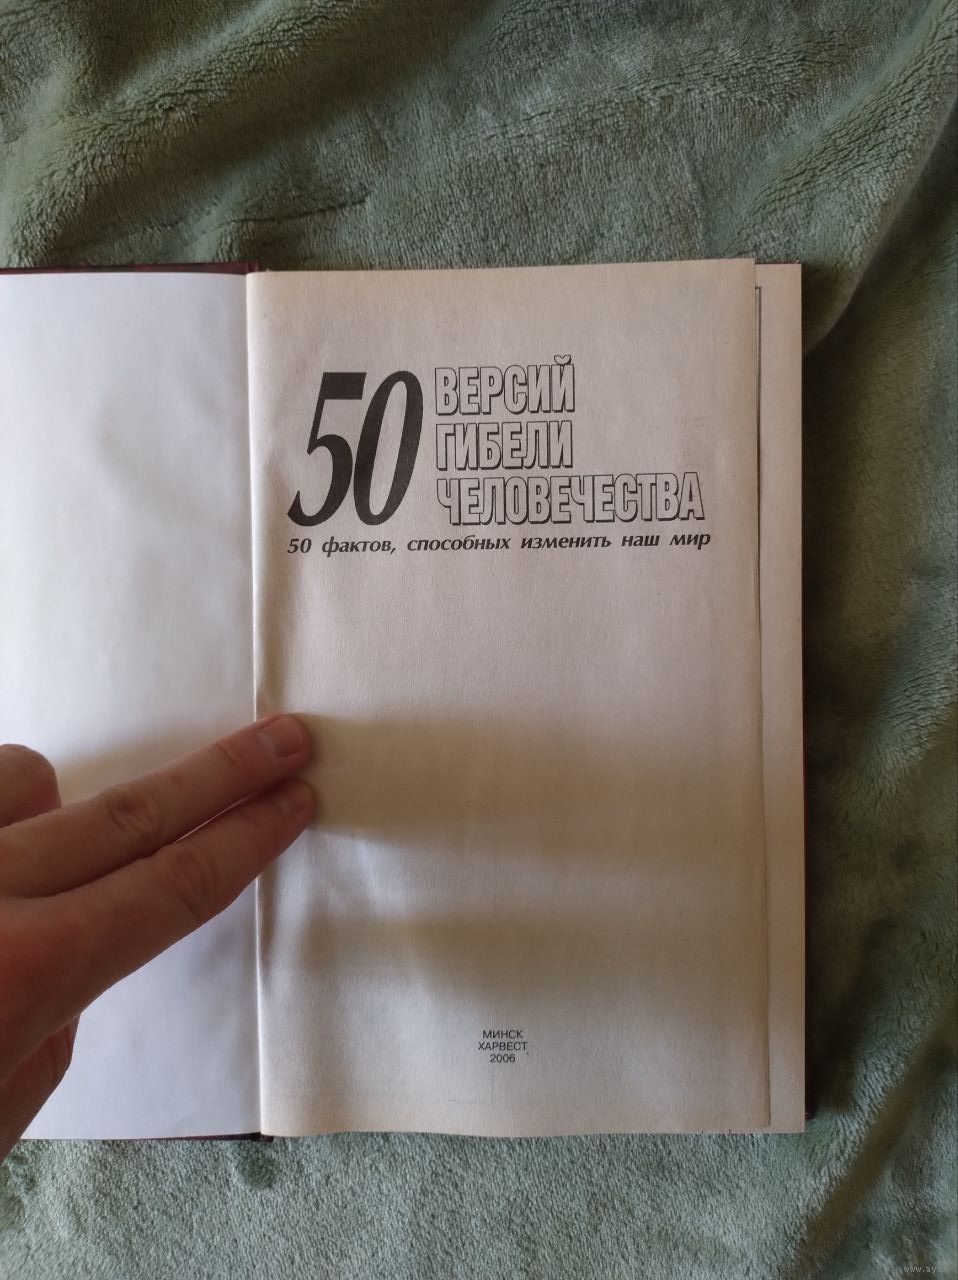 50 ВЕРСИЙ
ГИБЕЛИ
ЧЕЛОВЕЧЕСТВА
50 фактов, способных изменить наш мир
МИНСК
ХАРВЕСТ
2006